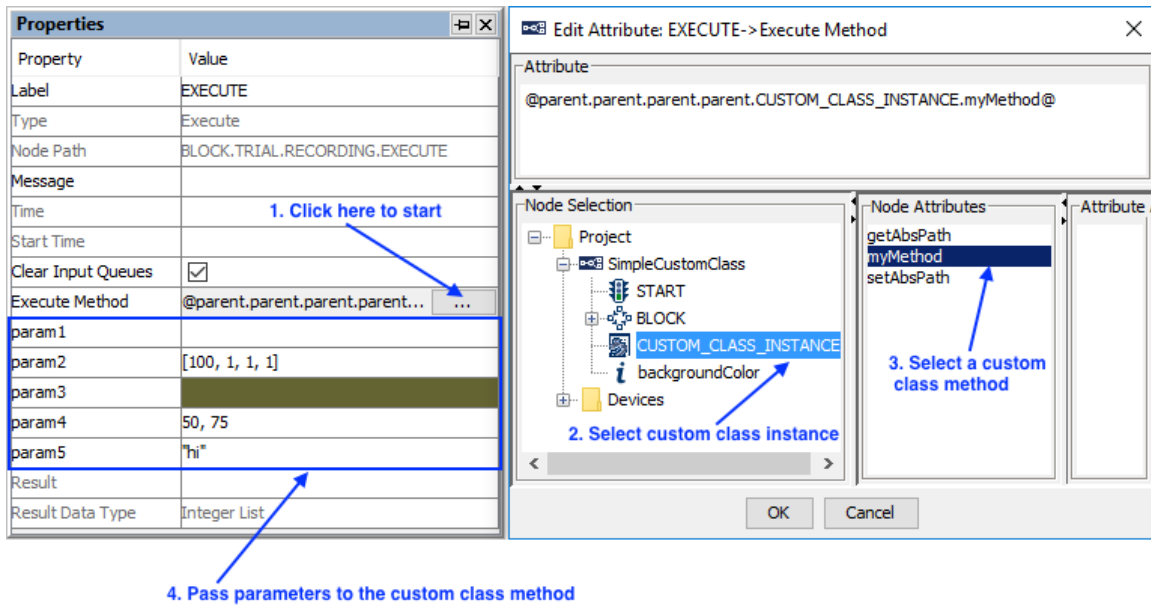 Properties
Property Value
Label EXECUTE
Type Execute
Node Path BLOCK.TRIAL.RECORDING.EXECUTE
Message
Time
1. Click here to start
Start Time
Clear Input Queues
Execute Method @parent.parent.parent.parent... ...
param1
param2 [100, 1, 1, 1]
param3
param4 50, 75
param5 "hi"
Result
Result Data Type Integer List
4. Pass parameters to the custom class method
Edit Attribute: EXECUTE->Execute Method
Attribute
@parent.parent.parent.parent.CUSTOM_CLASS_INSTANCE.myMethod@
Node Selection
Project
SimpleCustomClass
START
BLOCK
CUSTOM_CLASS_INSTANCE
backgroundColor
Devices
2. Select custom class instance
Node Attributes
getAbsPath
myMethod
setAbsPath
3. Select a custom
class method
Attribute
OK Cancel